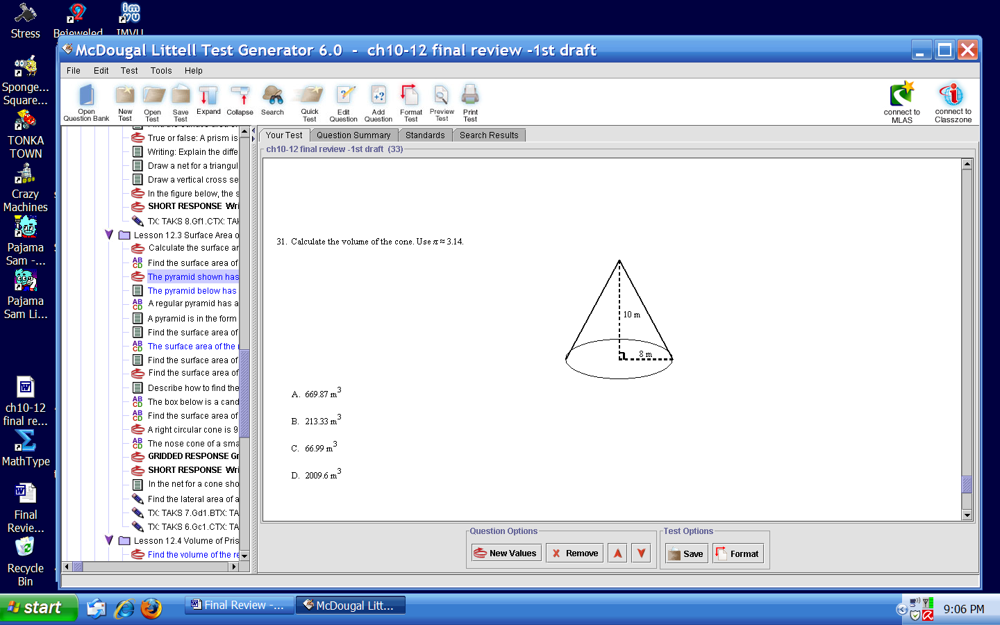 Stress
Bejeweled
IMVU
Sponge...
Square...
TONKA
TOWN
Crazy
Machines
Pajama
Sam -...
Pajama
Sam Li...
ch10-12
final re...
MathType
Final
Revie...
Recycle
Bin
McDougal Littell Test Generator 6.0 - ch10-12 final review -1st draft
File Edit Test Tools Help
Open Question Bank
New Test
Open Test
Save Test
Expand
Collapse
Search
Quick Test
Edit Question
Add Question
Format Test
Preview Test
Print Test
connect to MLAS
connect to Classzone
True or false: A prism is
Writing: Explain the diffe
Draw a net for a triangul
Draw a vertical cross se
In the figure below, the s
SHORT RESPONSE Wri
TX: TAKS 8.Gf1.CTX: TAK
Lesson 12.3 Surface Area o
Calculate the surface ar
Find the surface area of
The pyramid shown has
The pyramid below has
A regular pyramid has a
A pyramid is in the form
Find the surface area of
The surface area of the r
Find the surface area of
Find the surface area of
Describe how to find the
The box below is a cand
Find the surface area of
A right circular cone is 9
The nose cone of a sma
GRIDDED RESPONSE Gr
SHORT RESPONSE Wri
In the net for a cone sho
Find the lateral area of a
TX: TAKS 7.Gd1.BTX: TA
TX: TAKS 6.Gc1.CTX: TA
Lesson 12.4 Volume of Pris
Find the volume of the re
Your Test Question Summary Standards Search Results
ch10-12 final review -1st draft (33)
31. Calculate the volume of the cone. Use π ≈ 3.14.
10 m
8 m
A. 669.87 m³
B. 213.33 m³
C. 66.99 m³
D. 2009.6 m³
Question Options
New Values Remove
Test Options
Save Format
start
Final Review -...
McDougal Litt...
9:06 PM